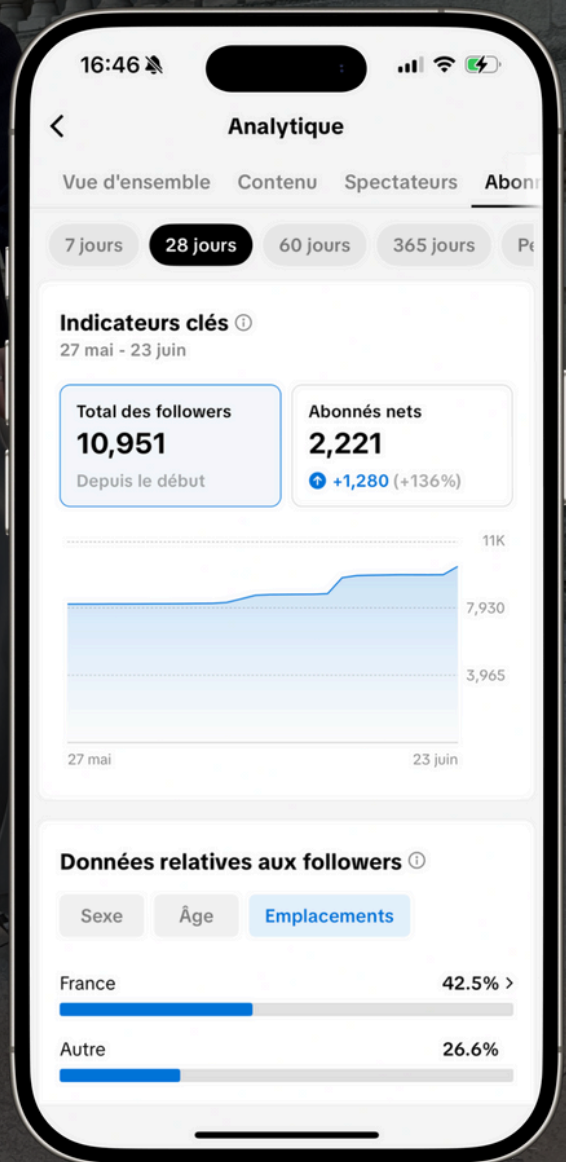 16:46
Analytique
Vue d'ensemble Contenu Spectateurs Abonn
7 jours 28 jours 60 jours 365 jours Pe
Indicateurs clés
27 mai - 23 juin
Total des followers Abonnés nets
10,951 2,221
Depuis le début +1,280 (+136%)
11K
7,930
3,965
27 mai 23 juin
Données relatives aux followers
Sexe Âge Emplacements
France 42.5% >
Autre 26.6%